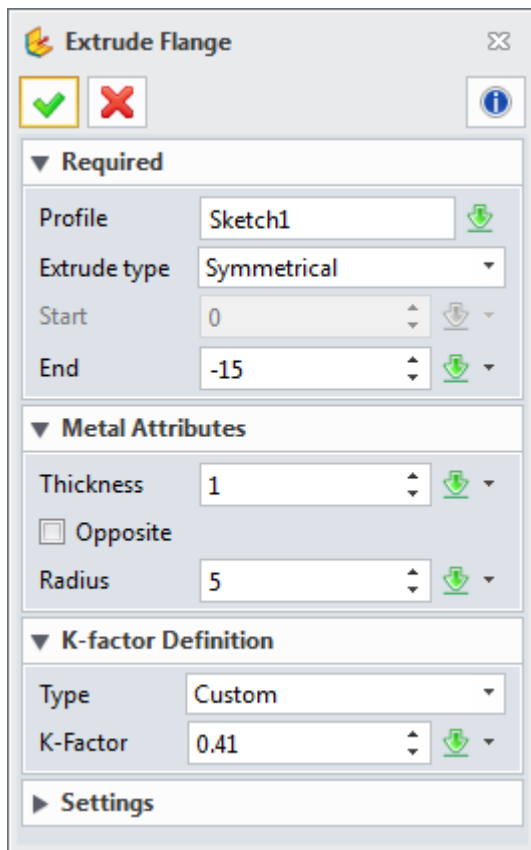 Extrude Flange
Required
Profile Sketch1
Extrude type Symmetrical
Start 0
End -15
Metal Attributes
Thickness 1
Opposite
Radius 5
K-factor Definition
Type Custom
K-Factor 0.41
Settings